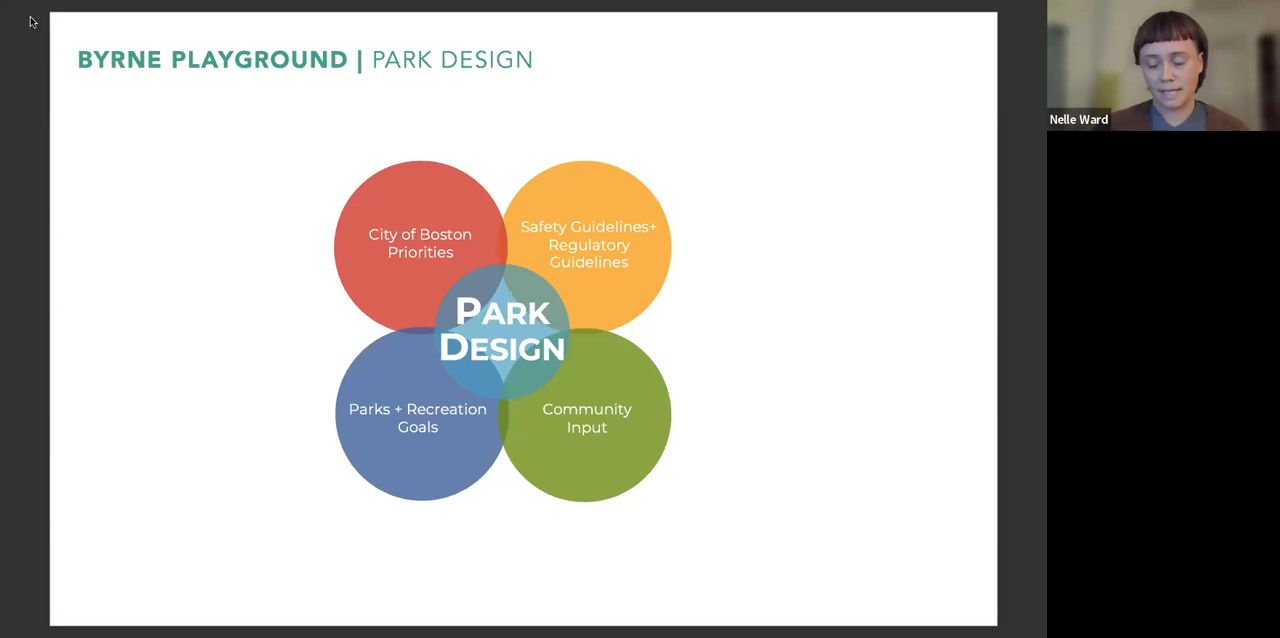 BYRNE PLAYGROUND | PARK DESIGN
Nelle Ward
City of Boston
Priorities
Safety Guidelines+
Regulatory
Guidelines
PARK
DESIGN
Parks + Recreation
Goals
Community
Input